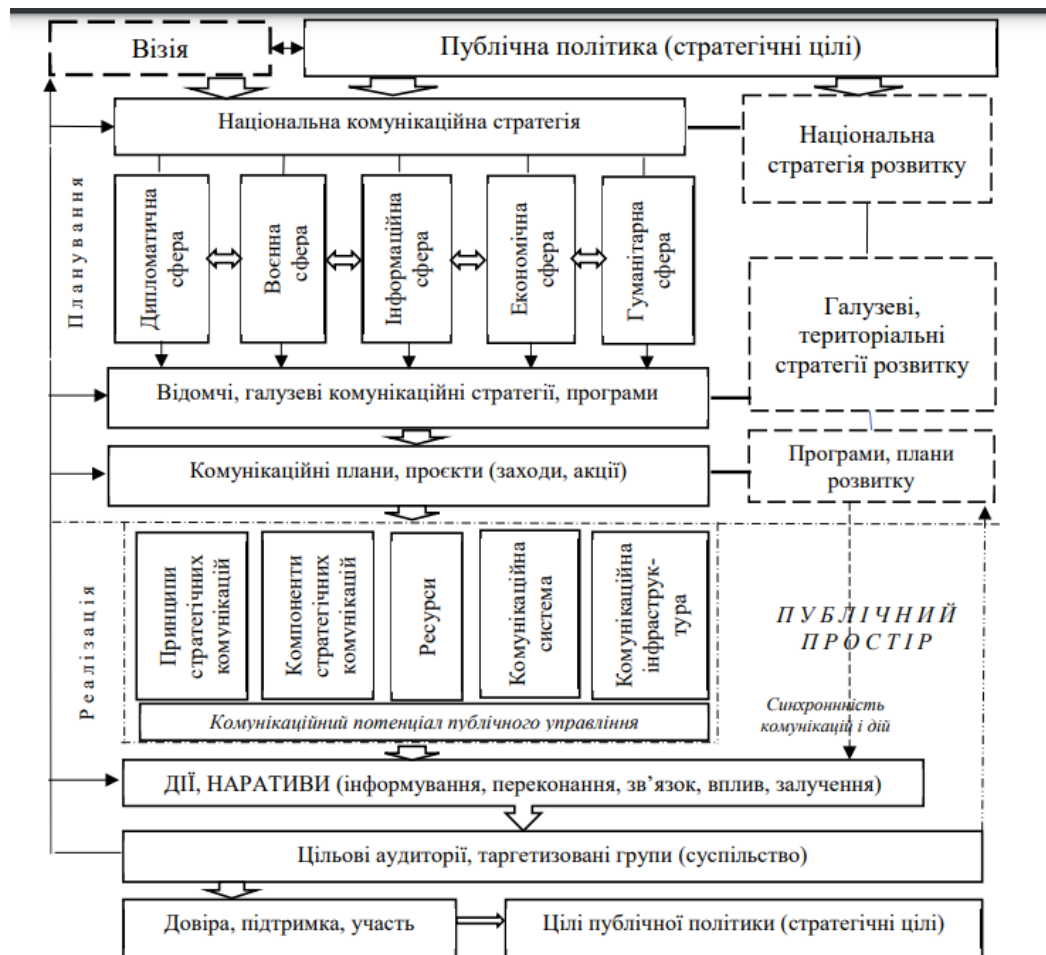 Візія
Публічна політика (стратегічні цілі)
Національна комунікаційна стратегія
Національна
стратегія розвитку
Планування
Дипломатична
сфера
Воєнна
сфера
Інформаційна
сфера
Економічна
сфера
Гуманітарна
сфера
Галузеві,
територіальні
стратегії розвитку
Відомчі, галузеві комунікаційні стратегії, програми
Комунікаційні плани, проєкти (заходи, акції)
Програми, плани
розвитку
Реалізація
Принципи
стратегічних
комунікацій
Компоненти
стратегічних
комунікацій
Ресурси
Комунікаційна
система
Комунікаційна
інфраструк-
тура
ПУБЛІЧНИЙ
ПРОСТІР
Комунікаційний потенціал публічного управління
Синхроннність
комунікацій і дій
ДІЇ, НАРАТИВИ (інформування, переконання, зв’язок, вплив, залучення)
Цільові аудиторії, таргетизовані групи (суспільство)
Довіра, підтримка, участь
Цілі публічної політики (стратегічні цілі)